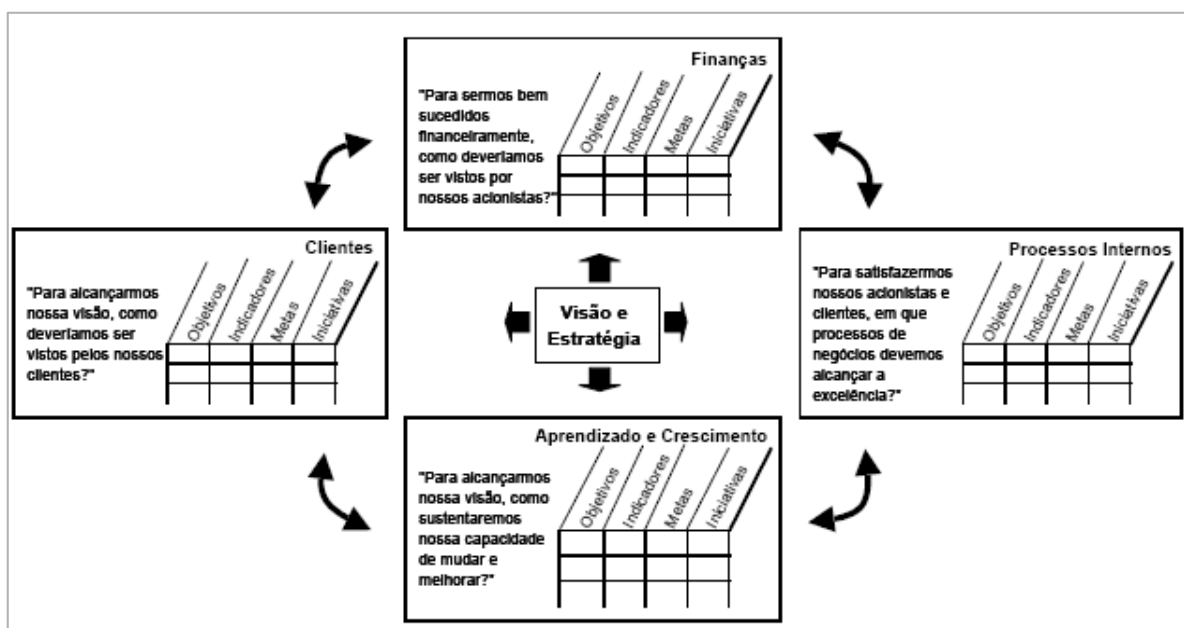 Finanças
"Para sermos bem
sucedidos
financeiramente,
como deveríamos
ser vistos por
nossos acionistas?"
Objetivos
Indicadores
Metas
Iniciativas
Clientes
"Para alcançarmos
nossa visão, como
deveríamos ser
vistos pelos nossos
clientes?"
Objetivos
Indicadores
Metas
Iniciativas
Visão e
Estratégia
Processos Internos
"Para satisfazermos
nossos acionistas e
clientes, em que
processos de
negócios devemos
alcançar a
excelência?"
Objetivos
Indicadores
Metas
Iniciativas
Aprendizado e Crescimento
"Para alcançarmos
nossa visão, como
sustentaremos
nossa capacidade
de mudar e
melhorar?"
Objetivos
Indicadores
Metas
Iniciativas